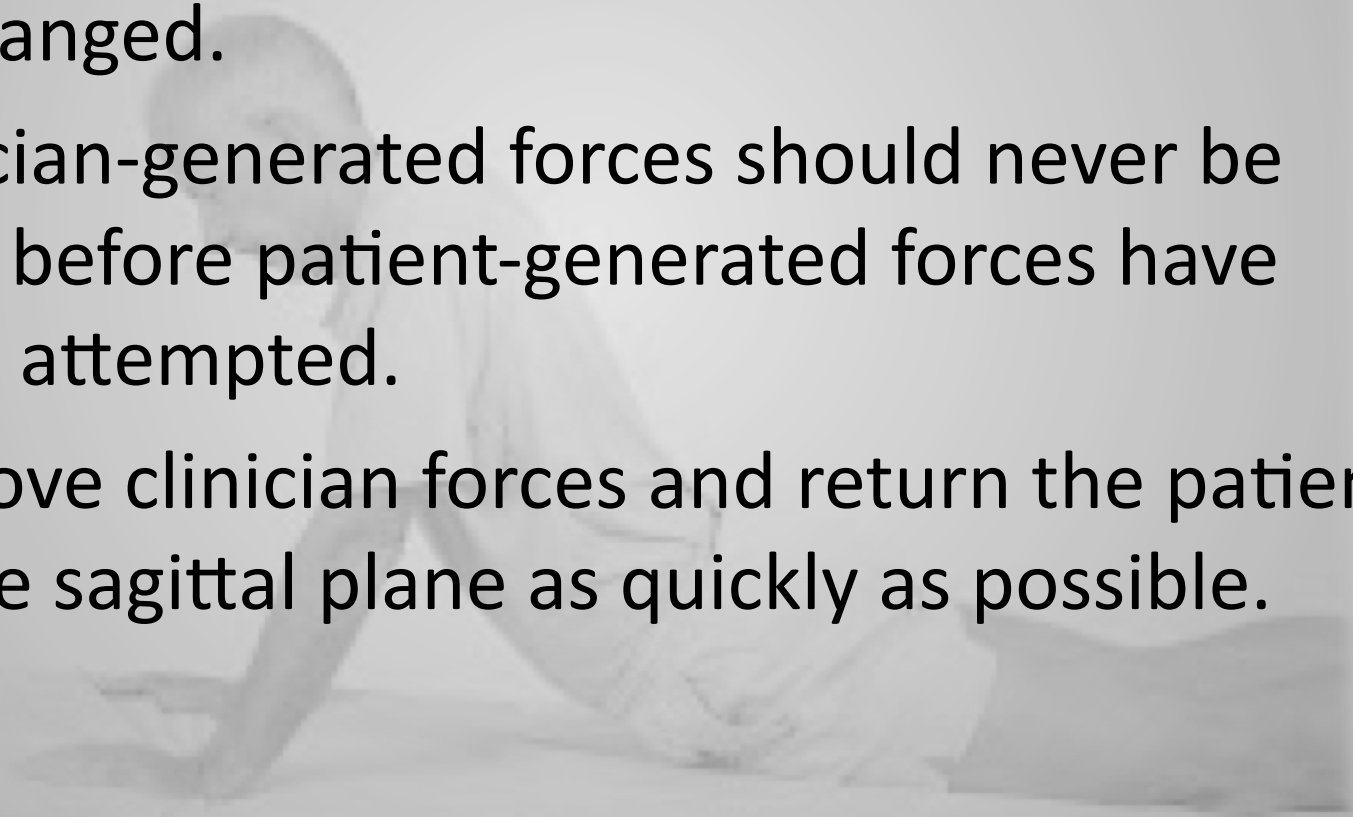 anged.
cian-generated forces should never be
before patient-generated forces have
attempted.
ove clinician forces and return the patien
e sagittal plane as quickly as possible.